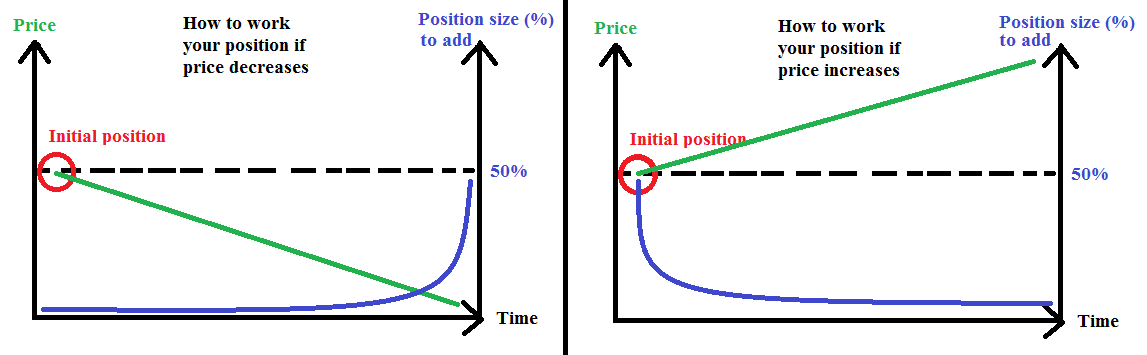 Price
How to work
your position if
price decreases
Position size (%)
to add
Initial position
50%
Time
Price
How to work
your position if
price increases
Position size (%)
to add
Initial position
50%
Time